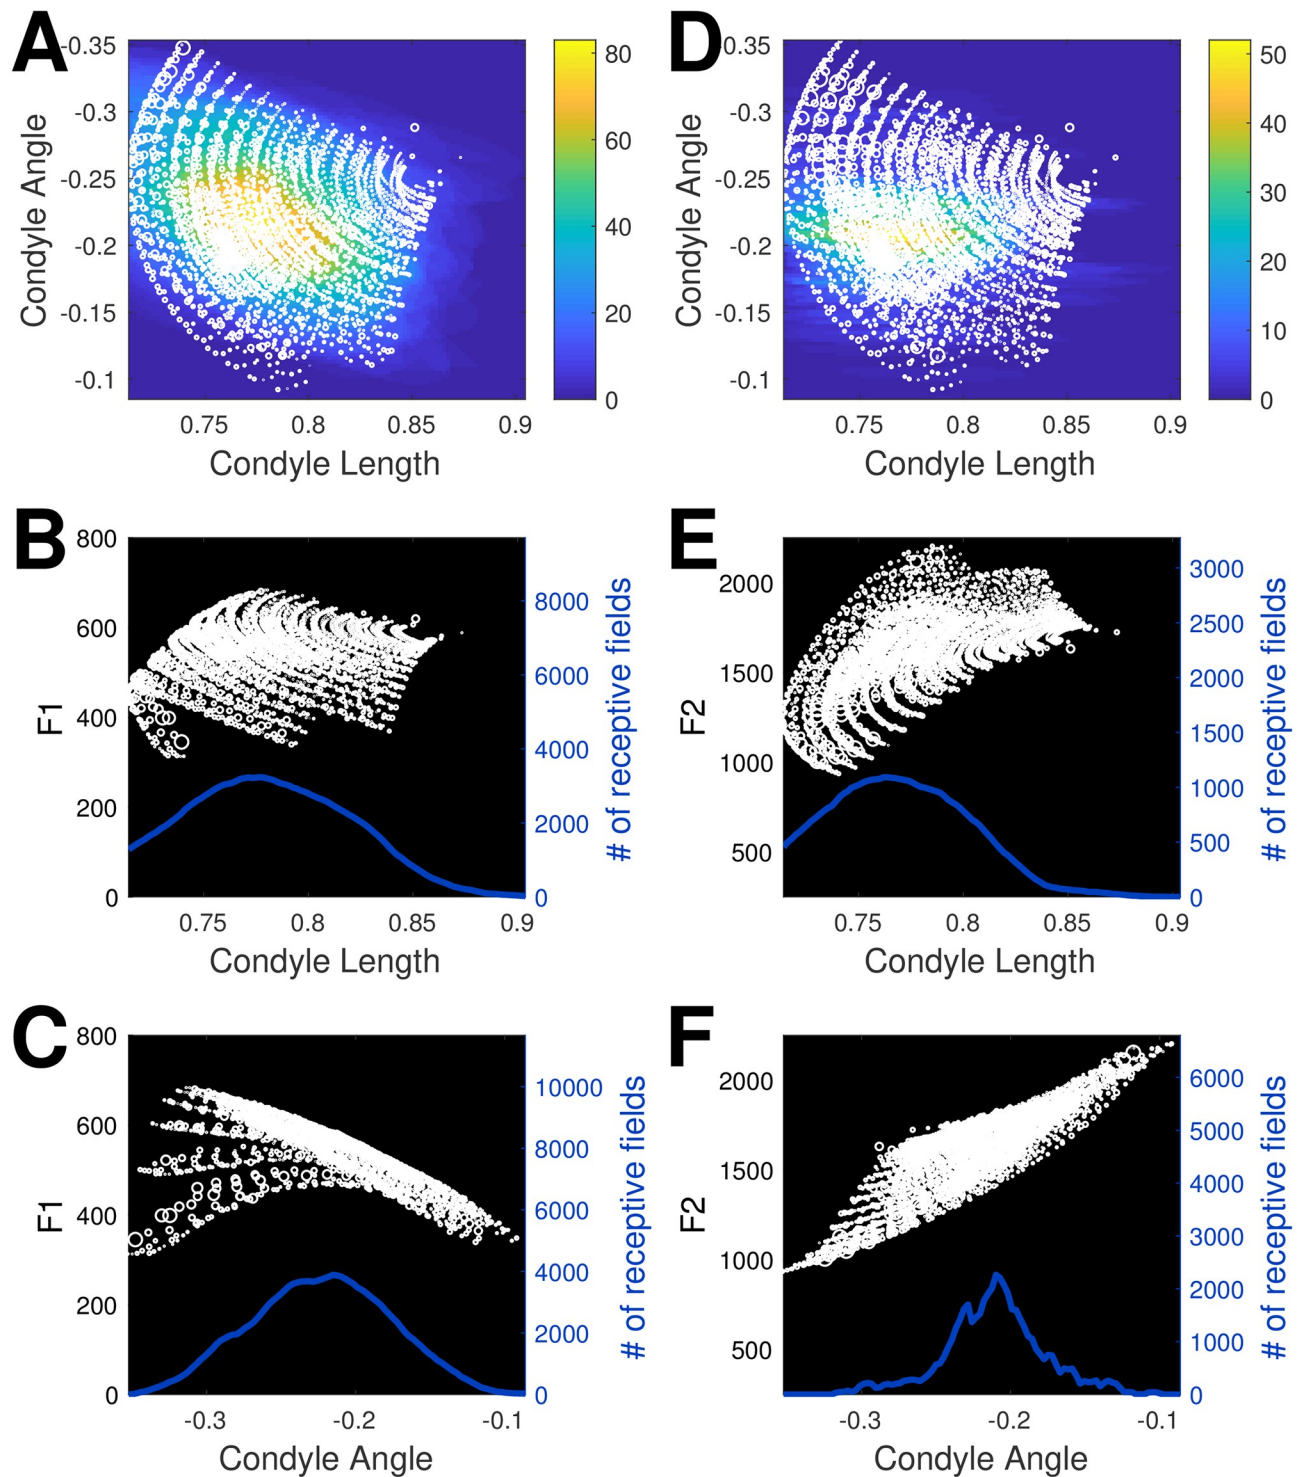 A
Condyle Angle
-0.35
-0.3
-0.25
-0.2
-0.15
-0.1
0.75 0.8 0.85 0.9
Condyle Length
80
60
40
20
0
D
Condyle Angle
-0.35
-0.3
-0.25
-0.2
-0.15
-0.1
0.75 0.8 0.85 0.9
Condyle Length
50
40
30
20
10
0
B
F1
800
600
400
200
0
0.75 0.8 0.85 0.9
Condyle Length
8000
6000
4000
2000
0
# of receptive fields
E
F2
2000
1500
1000
500
0.75 0.8 0.85 0.9
Condyle Length
3000
2500
2000
1500
1000
500
0
# of receptive fields
C
F1
800
600
400
200
0
-0.3 -0.2 -0.1
Condyle Angle
10000
8000
6000
4000
2000
0
# of receptive fields
F
F2
2000
1500
1000
500
-0.3 -0.2 -0.1
Condyle Angle
6000
5000
4000
3000
2000
1000
0
# of receptive fields